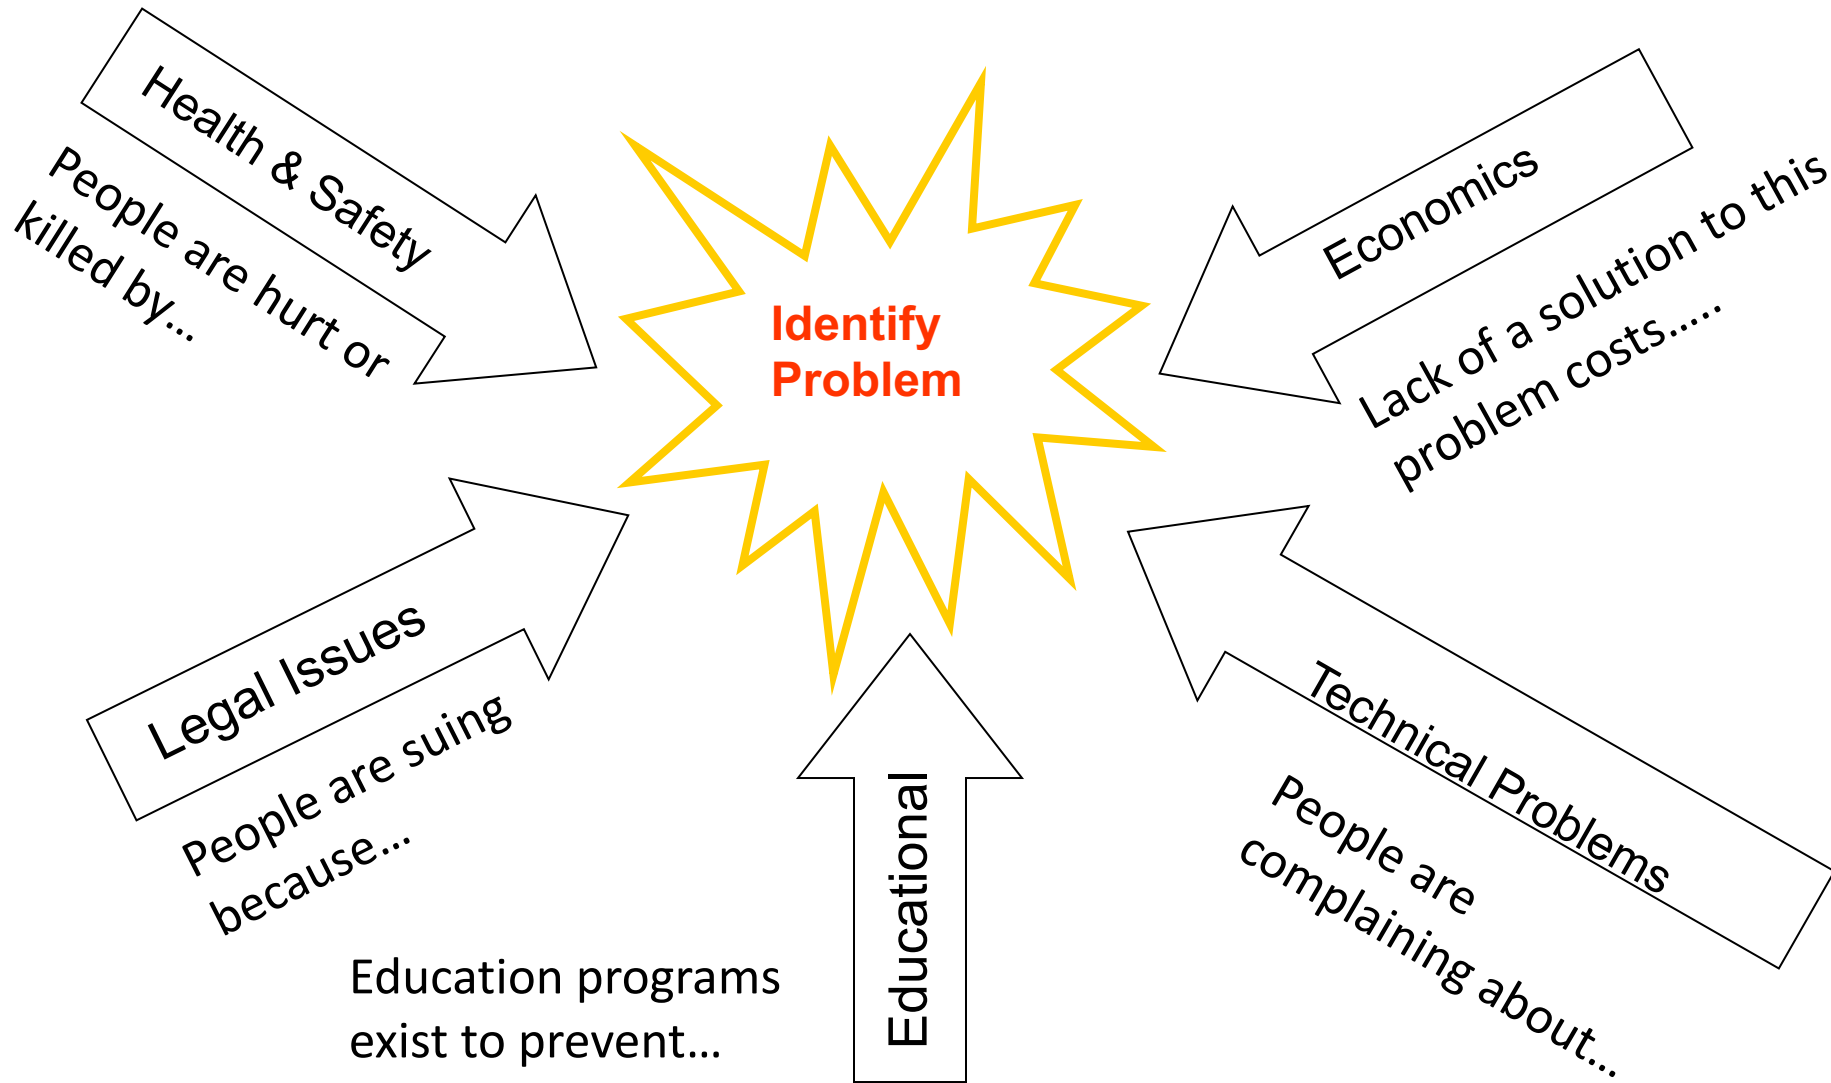 Health & Safety
People are hurt or
killed by...
Identify
Problem
Economics
Lack of a solution to this
problem costs.....
Legal Issues
People are suing
because...
Educational
Education programs
exist to prevent...
Technical Problems
People are
complaining about...